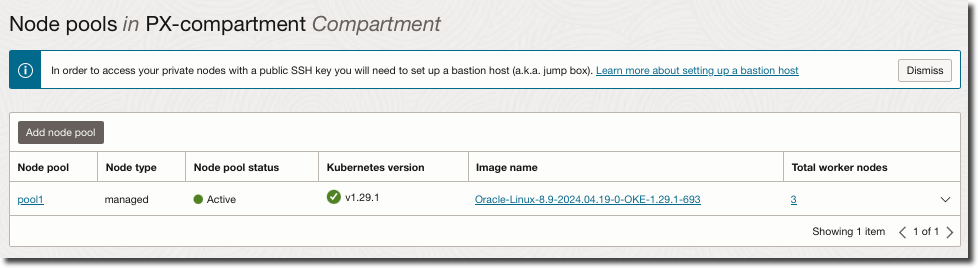 Node pools in PX-compartment Compartment
In order to access your private nodes with a public SSH key you will need to set up a bastion host (a.k.a. jump box). Learn more about setting up a bastion host
Dismiss
Add node pool
Node pool Node type Node pool status Kubernetes version Image name Total worker nodes
pool1 managed Active v1.29.1 Oracle-Linux-8.9-2024.04.19-0-OKE-1.29.1-693 3
Showing 1 item 1 of 1